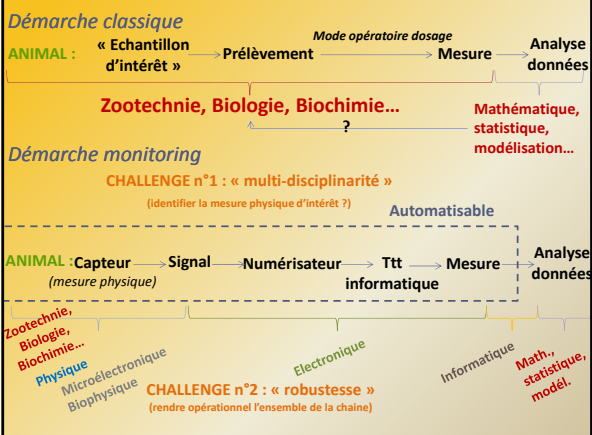 Démarche classique
ANIMAL : « Echantillon d'intérêt » Prélèvement Mode opératoire dosage Mesure Analyse données
Zootechnie, Biologie, Biochimie…
Mathématique,
statistique,
modélisation…
?
Démarche monitoring
CHALLENGE n°1 : « multi-disciplinarité »
(identifier la mesure physique d'intérêt ?)
Automatisable
ANIMAL : Capteur Signal Numérisateur Ttt informatique Mesure Analyse données
(mesure physique)
Zootechnie,
Biologie,
Biochimie…
Physique
Microélectronique
Biophysique
Electronique
Informatique
Math.,
statistique,
modél.
CHALLENGE n°2 : « robustesse »
(rendre opérationnel l'ensemble de la chaine)